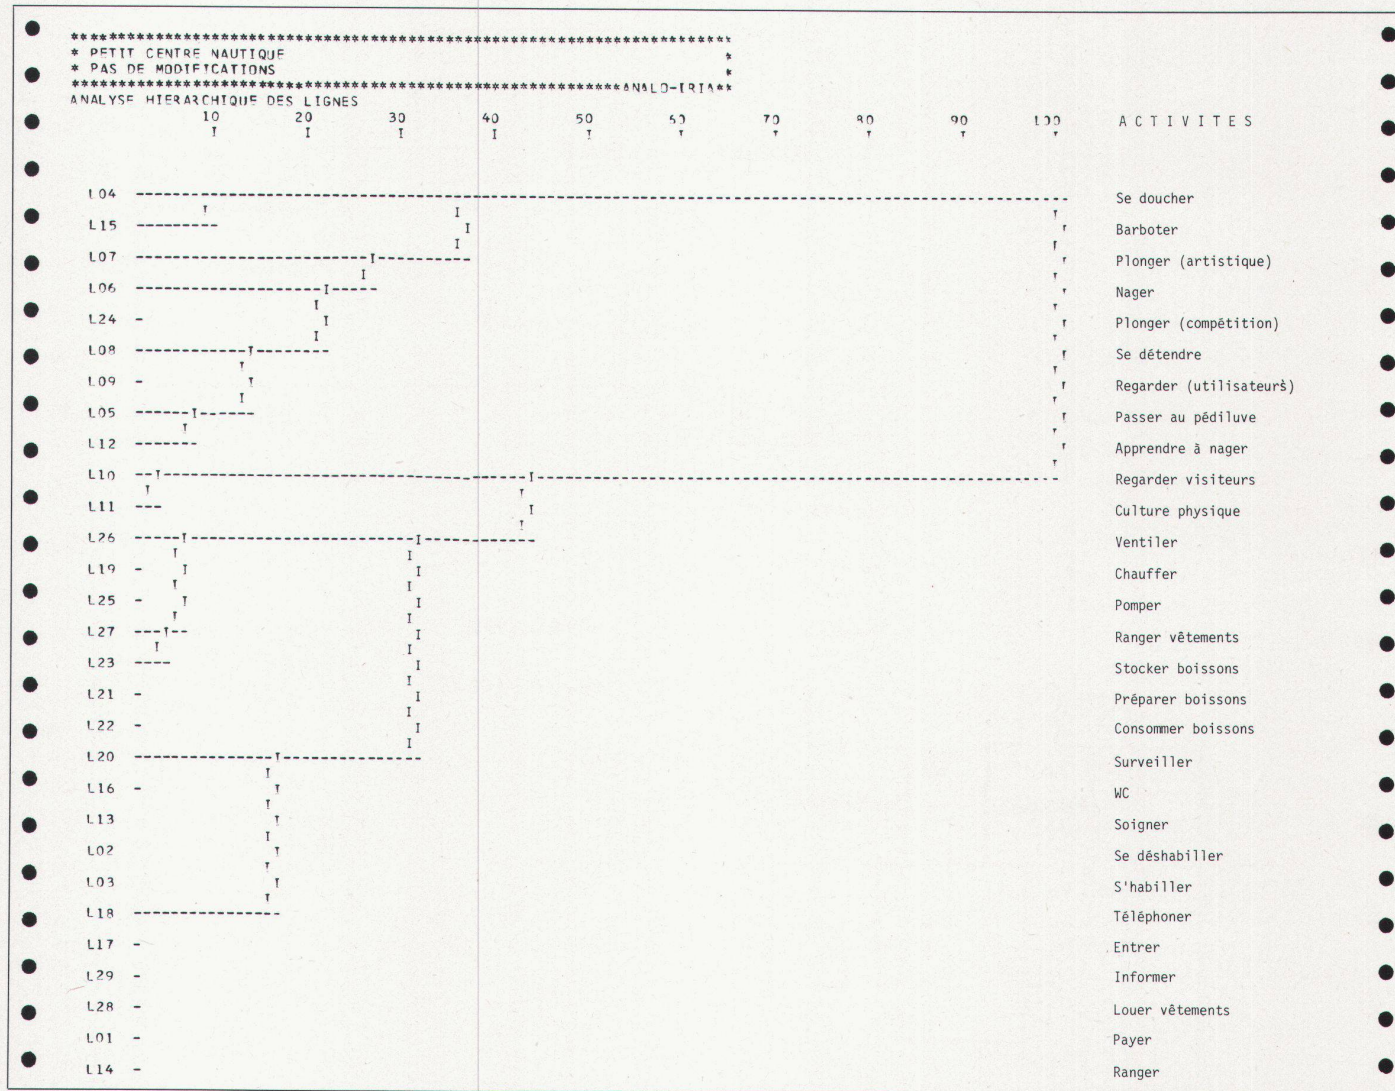 ****************************************************************************
* PETIT CENTRE NAUTIQUE *
* PAS DE MODIFICATIONS *
***************************************************************ANALO-IRIA**
ANALYSE HIERARCHIQUE DES LIGNES
10 20 30 40 50 60 70 80 90 100 ACTIVITES
L04 Se doucher
L15 Barboter
L07 Plonger (artistique)
L06 Nager
L24 Plonger (compétition)
L08 Se détendre
L09 Regarder (utilisateurs)
L05 Passer au pédiluve
L12 Apprendre à nager
L10 Regarder visiteurs
L11 Culture physique
L26 Ventiler
L19 Chauffer
L25 Pomper
L27 Ranger vêtements
L23 Stocker boissons
L21 Préparer boissons
L22 Consommer boissons
L20 Surveiller
L16 WC
L13 Soigner
L02 Se déshabiller
L03 S'habiller
L18 Téléphoner
L17 Entrer
L29 Informer
L28 Louer vêtements
L01 Payer
L14 Ranger